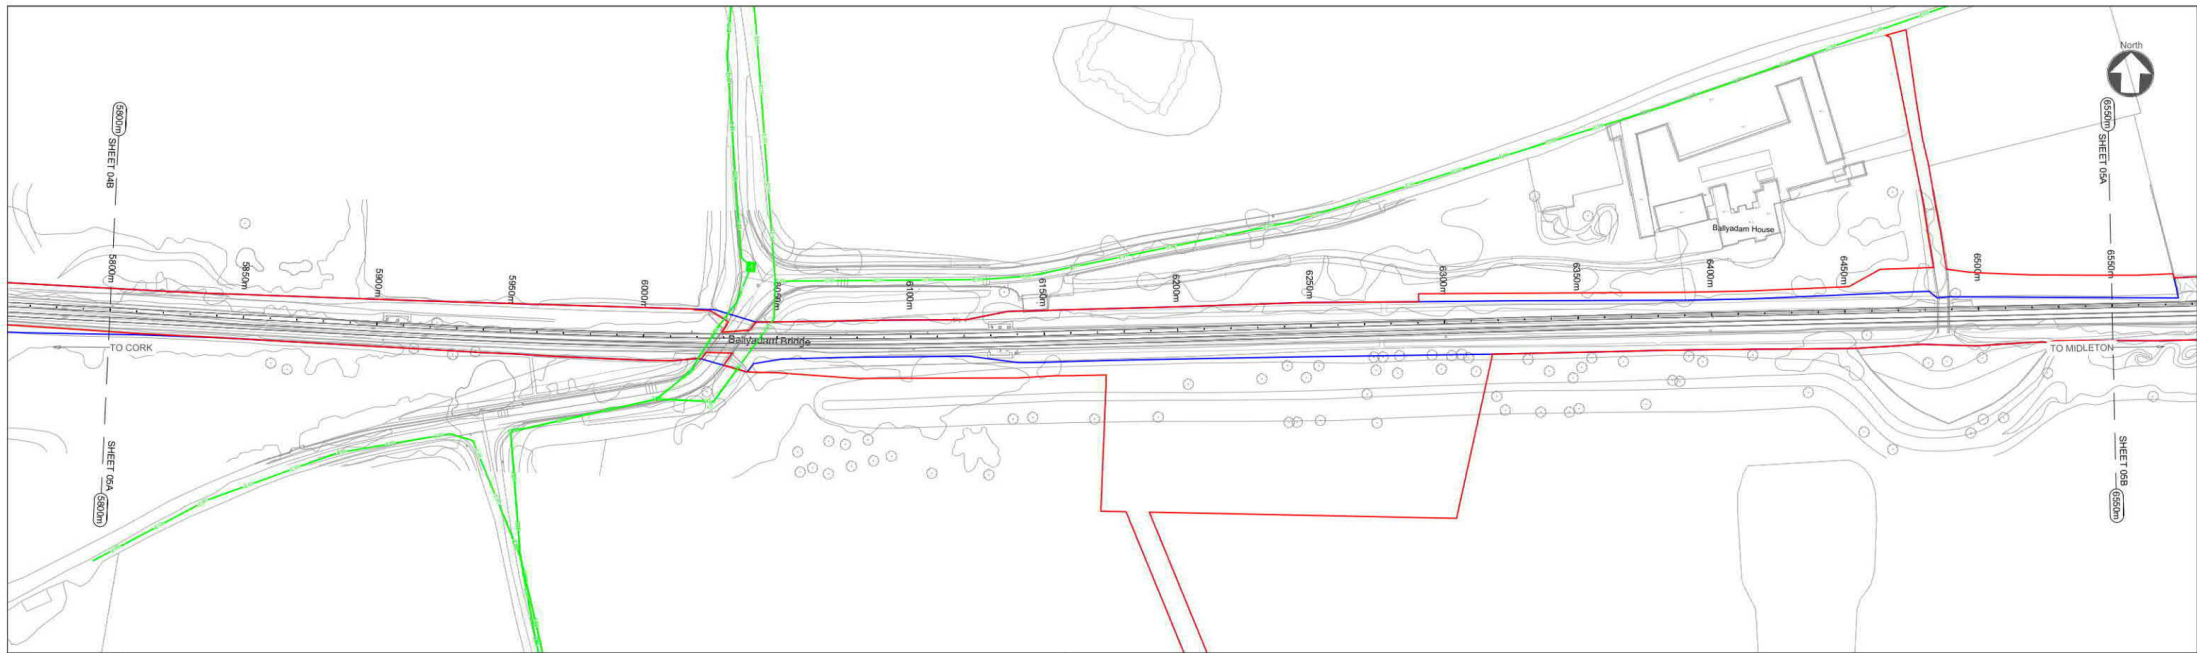 North
5800m
SHEET 04B
6550m
SHEET 05A
Ballyadam House
5800m
5850m
5900m
5950m
6000m
6050m
6100m
6150m
6200m
6250m
6300m
6350m
6400m
6450m
6500m
6550m
Ballyadam Bridge
TO CORK
TO MIDLETON
SHEET 05A
5800m
SHEET 05B
6550m